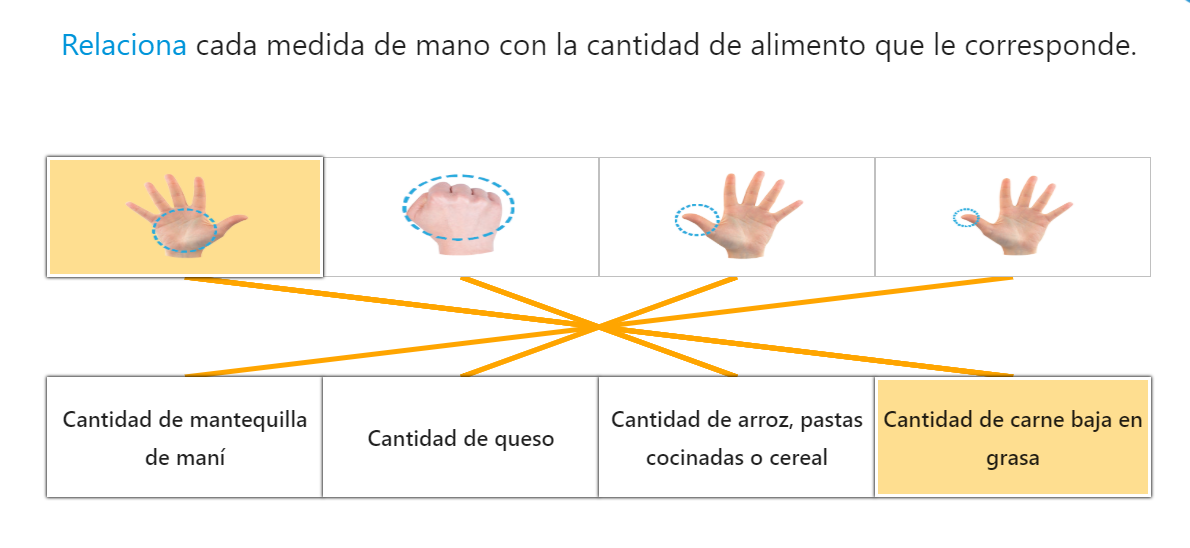 Relaciona cada medida de mano con la cantidad de alimento que le corresponde.
Cantidad de mantequilla
de maní
Cantidad de queso
Cantidad de arroz, pastas
cocinadas o cereal
Cantidad de carne baja en
grasa